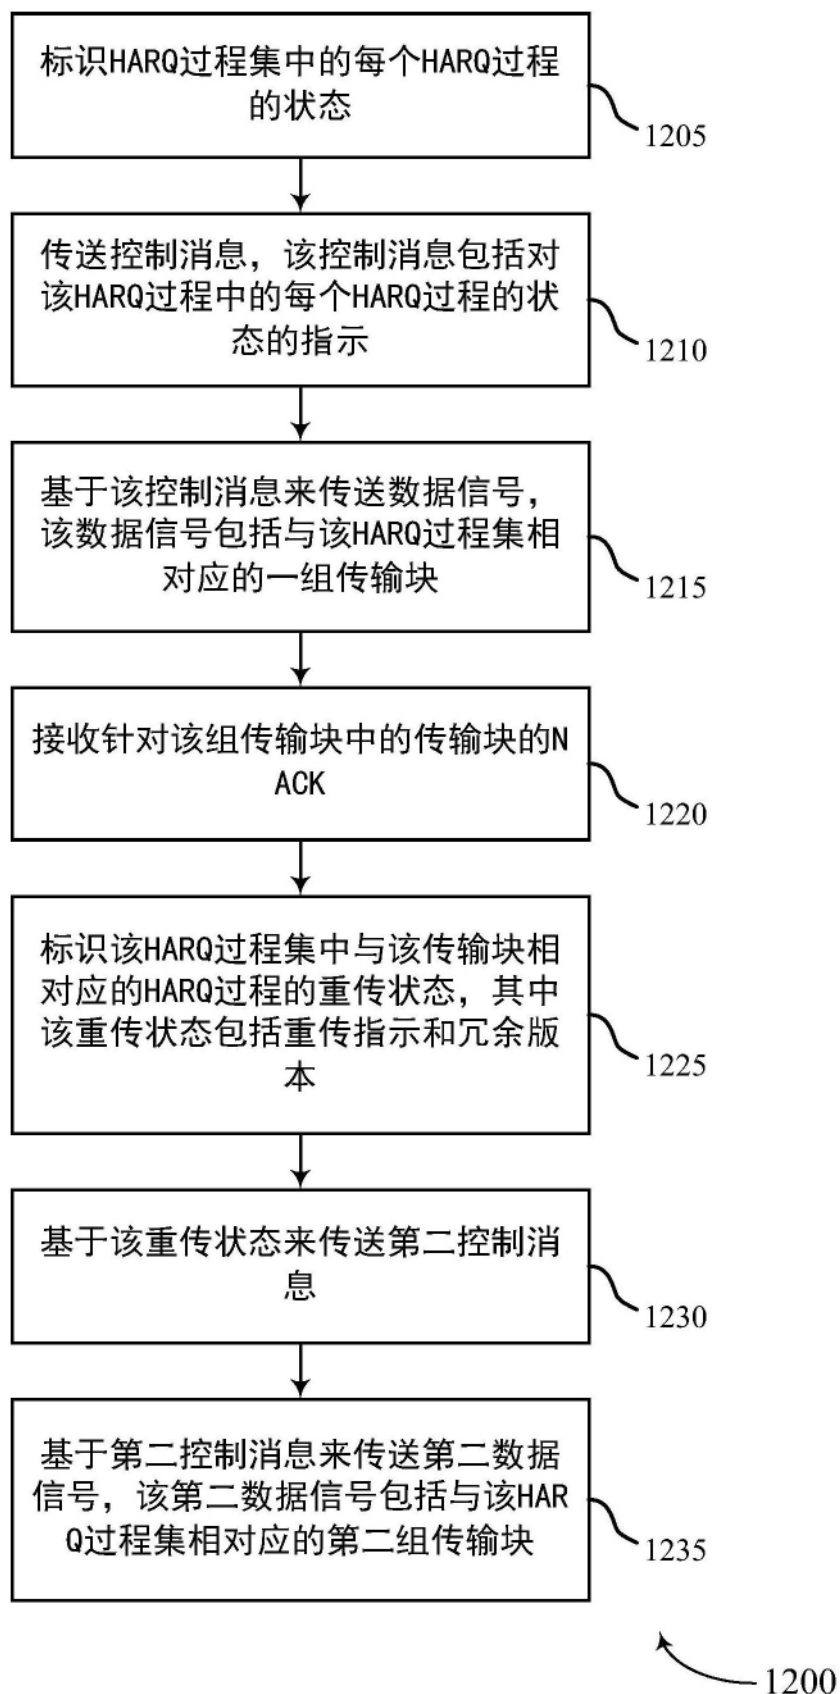 标识HARQ过程集中的每个HARQ过程
的状态
1205
传送控制消息，该控制消息包括对
该HARQ过程中的每个HARQ过程的状
态的指示
1210
基于该控制消息来传送数据信号，
该数据信号包括与该HARQ过程集相
对应的一组传输块
1215
接收针对该组传输块中的传输块的N
ACK
1220
标识该HARQ过程集中与该传输块相
对应的HARQ过程的重传状态，其中
该重传状态包括重传指示和冗余版
本
1225
基于该重传状态来传送第二控制消
息
1230
基于第二控制消息来传送第二数据
信号，该第二数据信号包括与该HAR
Q过程集相对应的第二组传输块
1235
1200